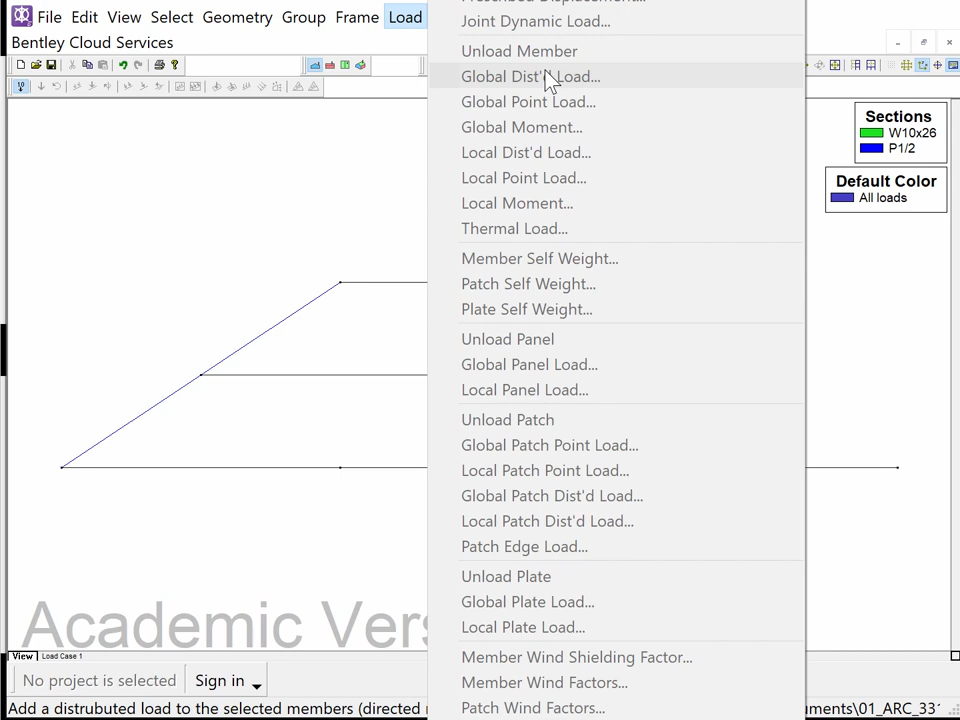 File Edit View Select Geometry Group Frame Load
Bentley Cloud Services
Joint Dynamic Load...
Unload Member
Global Dist'd Load...
Global Point Load...
Global Moment...
Local Dist'd Load...
Local Point Load...
Local Moment...
Thermal Load...
Member Self Weight...
Patch Self Weight...
Plate Self Weight...
Unload Panel
Global Panel Load...
Local Panel Load...
Unload Patch
Global Patch Point Load...
Local Patch Point Load...
Global Patch Dist'd Load...
Local Patch Dist'd Load...
Patch Edge Load...
Unload Plate
Global Plate Load...
Local Plate Load...
Member Wind Shielding Factor...
Member Wind Factors...
Patch Wind Factors...
Sections
W10x26
P1/2
Default Color
All loads
Academic Vers
View Load Case 1
No project is selected Sign in
Add a distrubuted load to the selected members (directed
uments\01_ARC_331